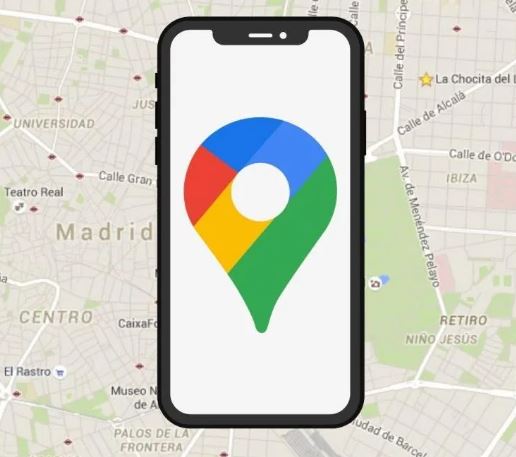 Calle del Príncipe
calle
La Chocita del L
Calle de Alcalá
JUS
UNIVERSIDAD
Calle de O'Do
Calle Gran
IBIZA
Teatro Real
Av. de Menéndez Pelayo
Madrid
CENTRO
CaixaFo
RETIRO
NIÑO JESÚS
El Rastro
Museo N
de A
PALOS DE LA
FRONTERA
udad de Barcel